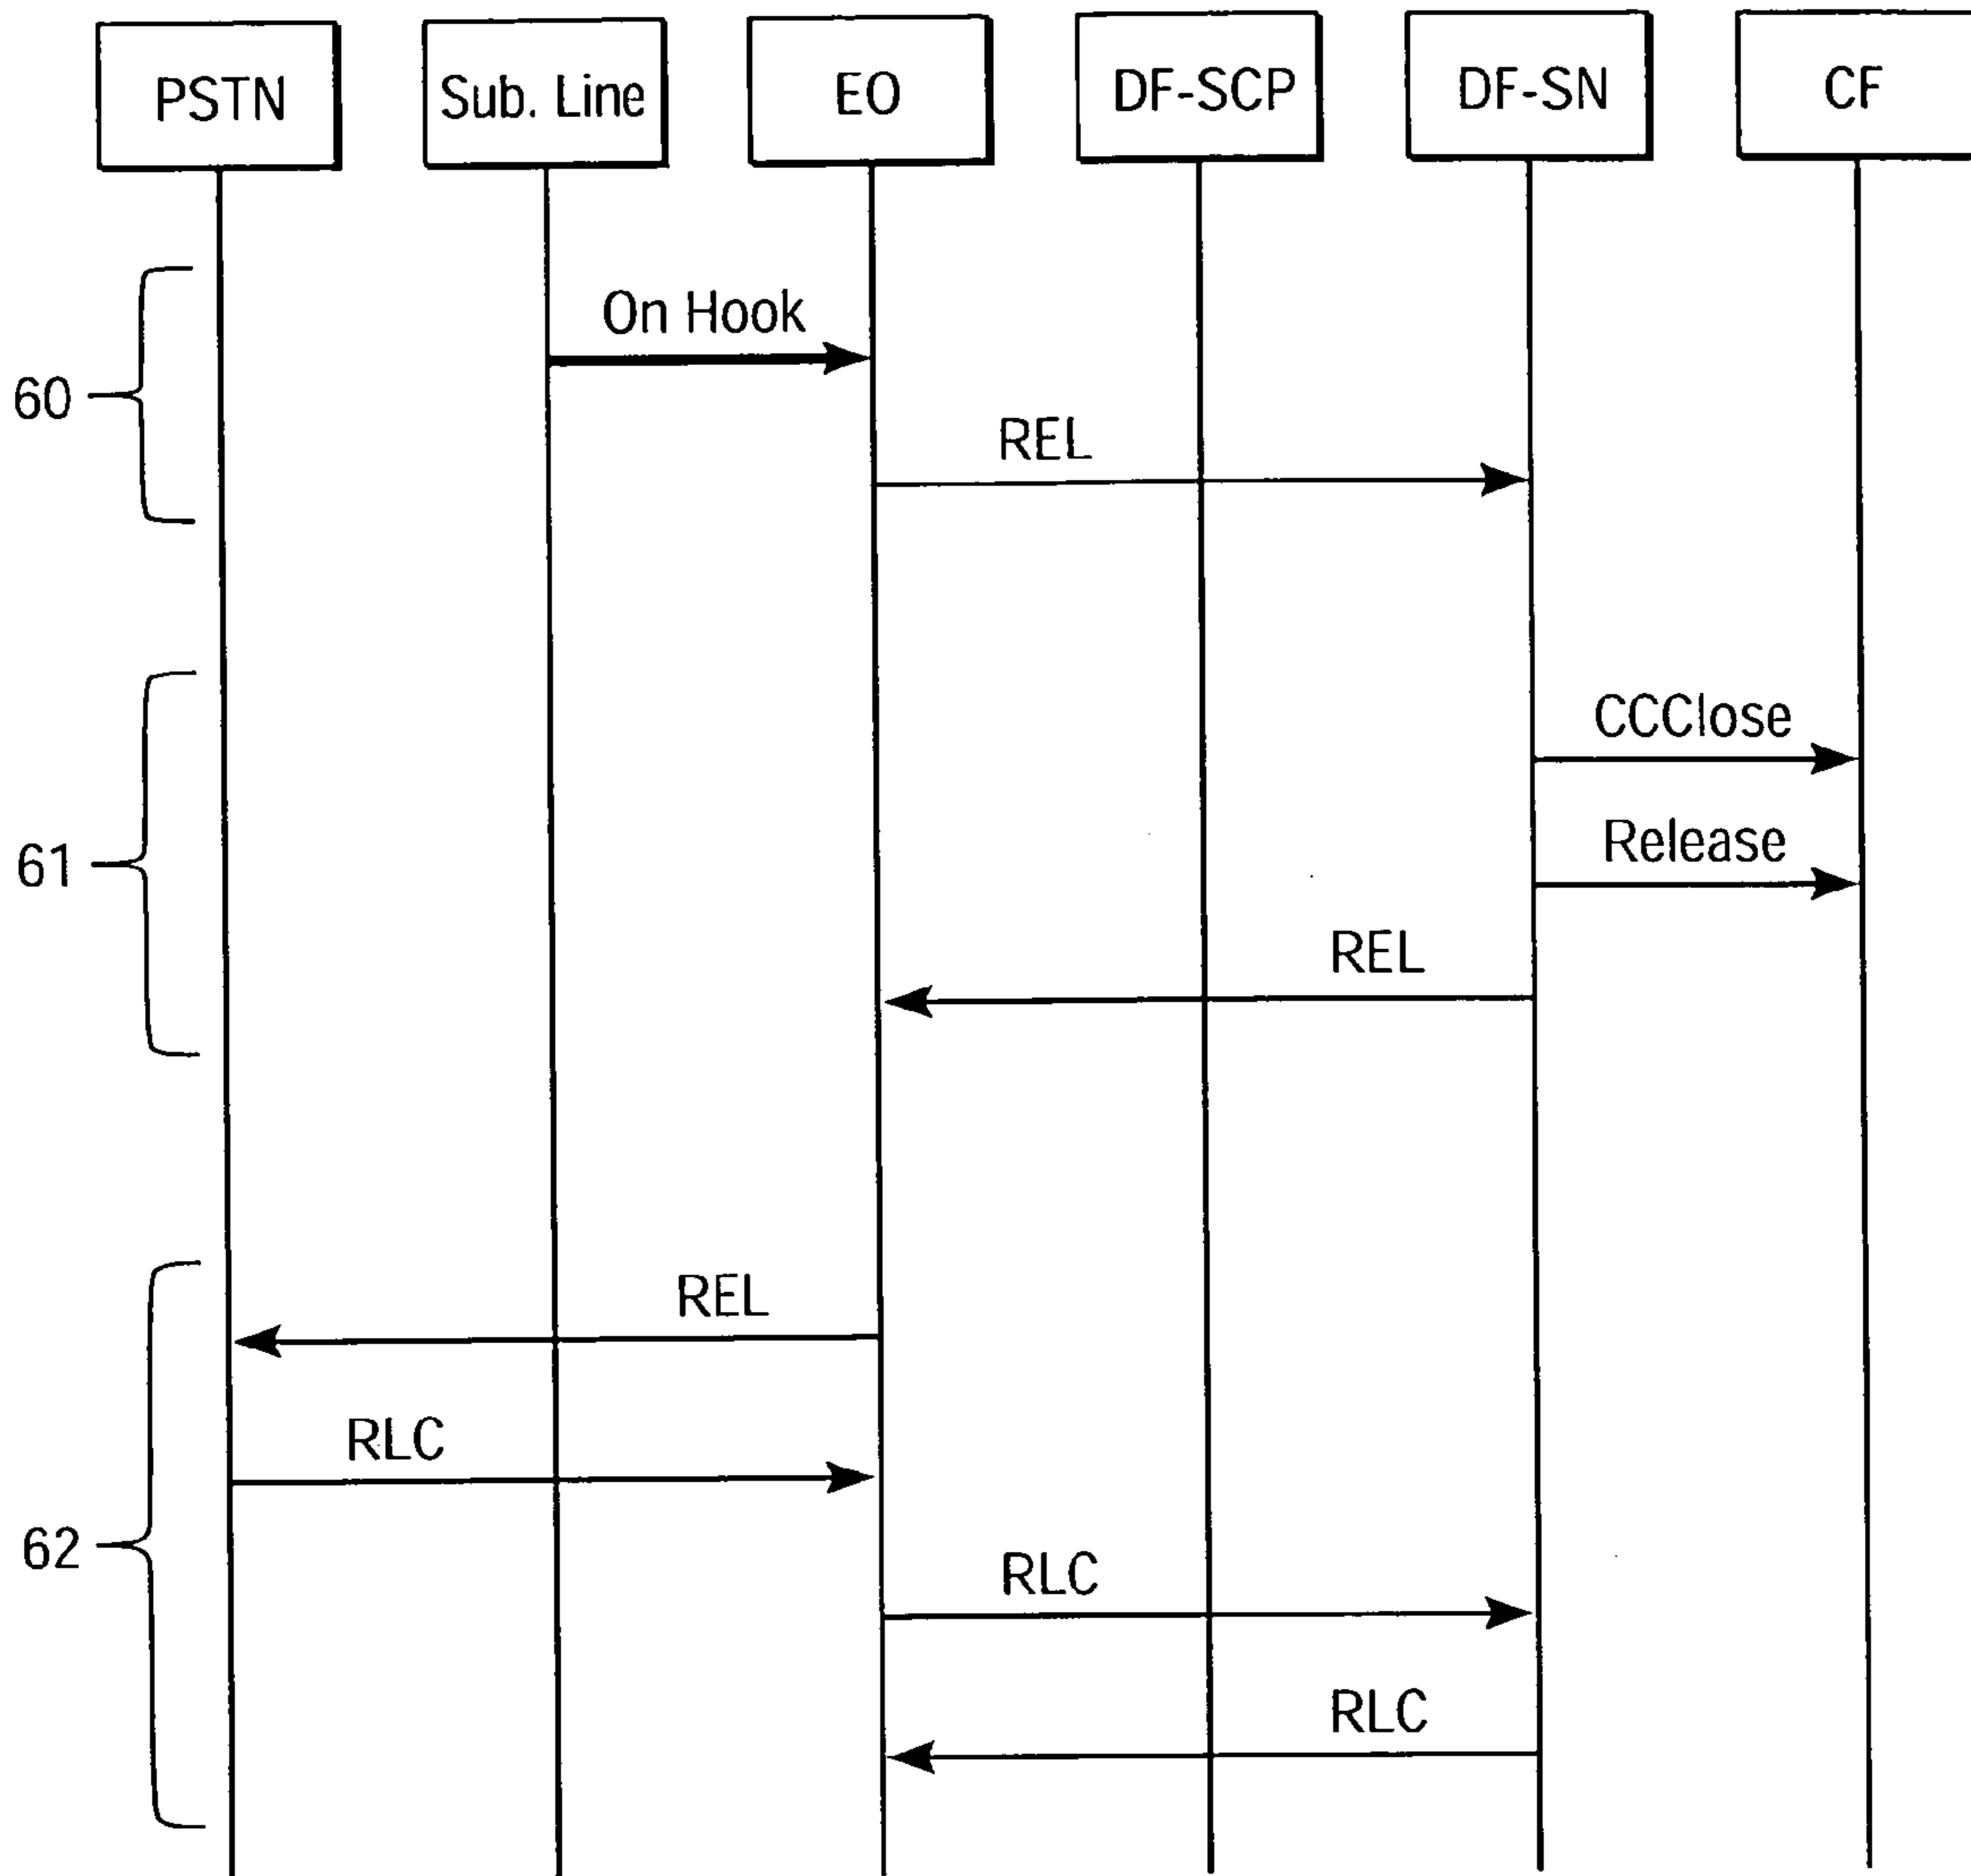 PSTN
Sub. Line
EO
DF-SCP
DF-SN
CF
On Hook
60
REL
CCClose
61
Release
REL
REL
RLC
62
RLC
RLC